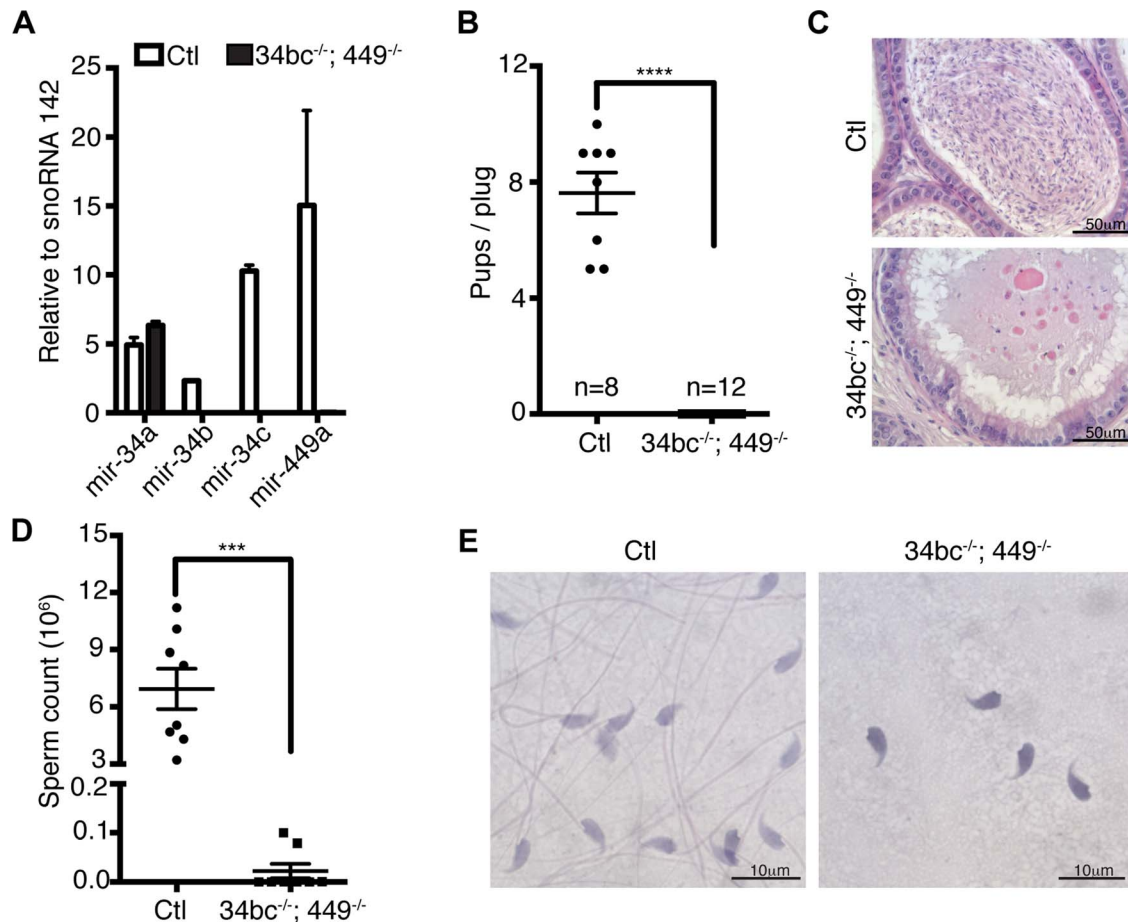 A
Ctl 34bc-/-; 449-/-
Relative to snoRNA 142
25
20
15
10
5
0
mir-34a
mir-34b
mir-34c
mir-449a
B
****
Pups / plug
12
8
4
0
n=8 n=12
Ctl 34bc-/-; 449-/-
C
Ctl
50um
34bc-/-; 449-/-
50um
D
***
Sperm count (10⁶)
15
12
9
6
3
0.2
0.1
0.0
Ctl 34bc-/-; 449-/-
E
Ctl 34bc-/-; 449-/-
10um 10um